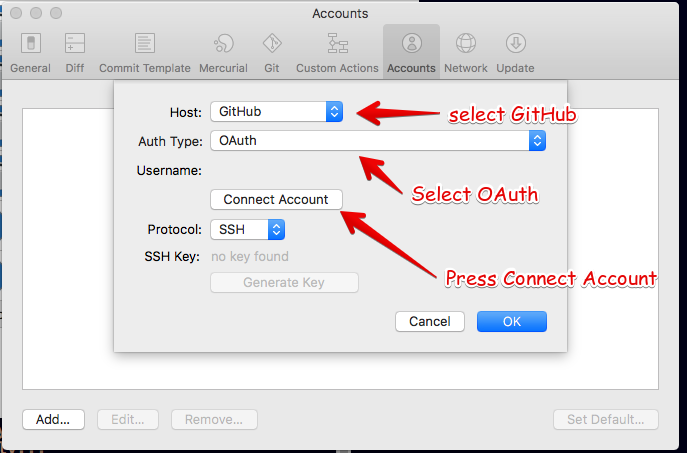 Accounts
General Diff Commit Template Mercurial Git Custom Actions Accounts Network Update
Host: GitHub
select GitHub
Auth Type: OAuth
Username:
Select OAuth
Connect Account
Protocol: SSH
SSH Key: no key found
Press Connect Account
Generate Key
Cancel OK
Add... Edit... Remove... Set Default...